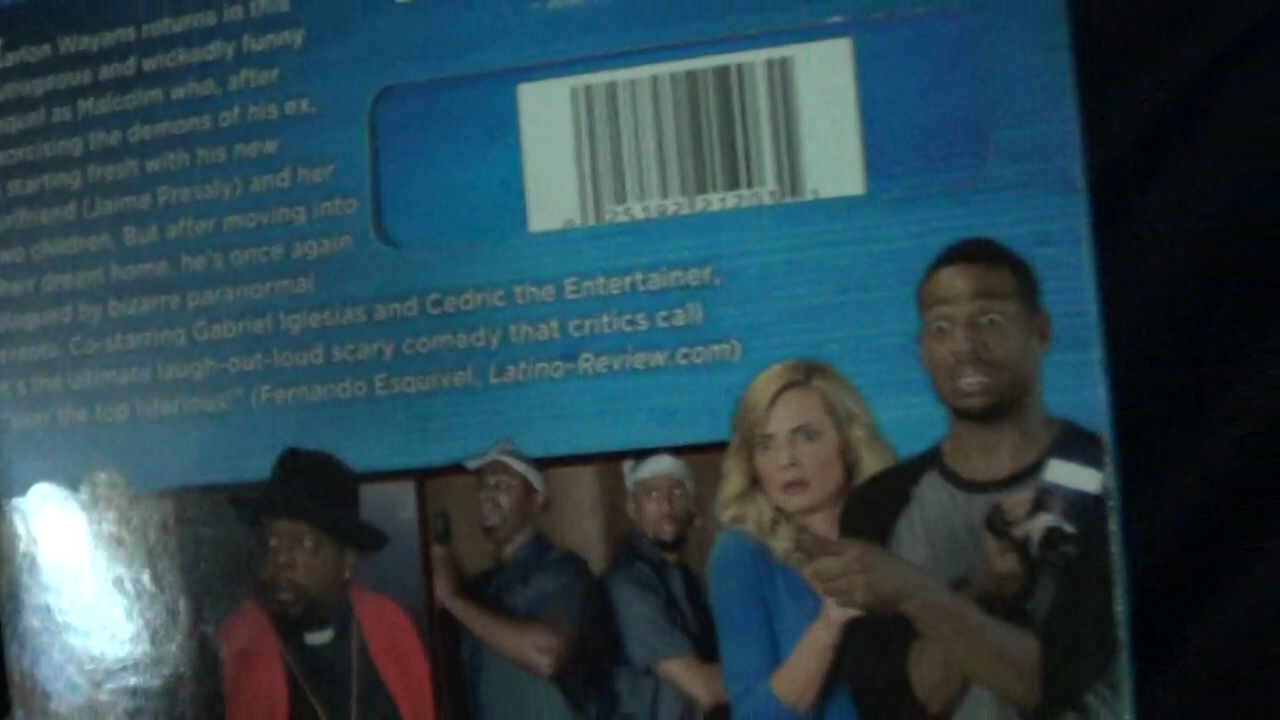 Marlon Wayans returns in this
outrageous and wickedly funny
sequel as Malcolm who, after
exorcising the demons of his ex,
starting fresh with his new
girlfriend (Jaime Pressly) and her
two children. But after moving into
their dream home, he's once again
plagued by bizarre paranormal
events. Co-starring Gabriel Iglesias and Cedric the Entertainer,
it's the ultimate laugh-out-loud scary comedy that critics call
"over the top hilarious!" (Fernando Esquivel, Latino-Review.com)